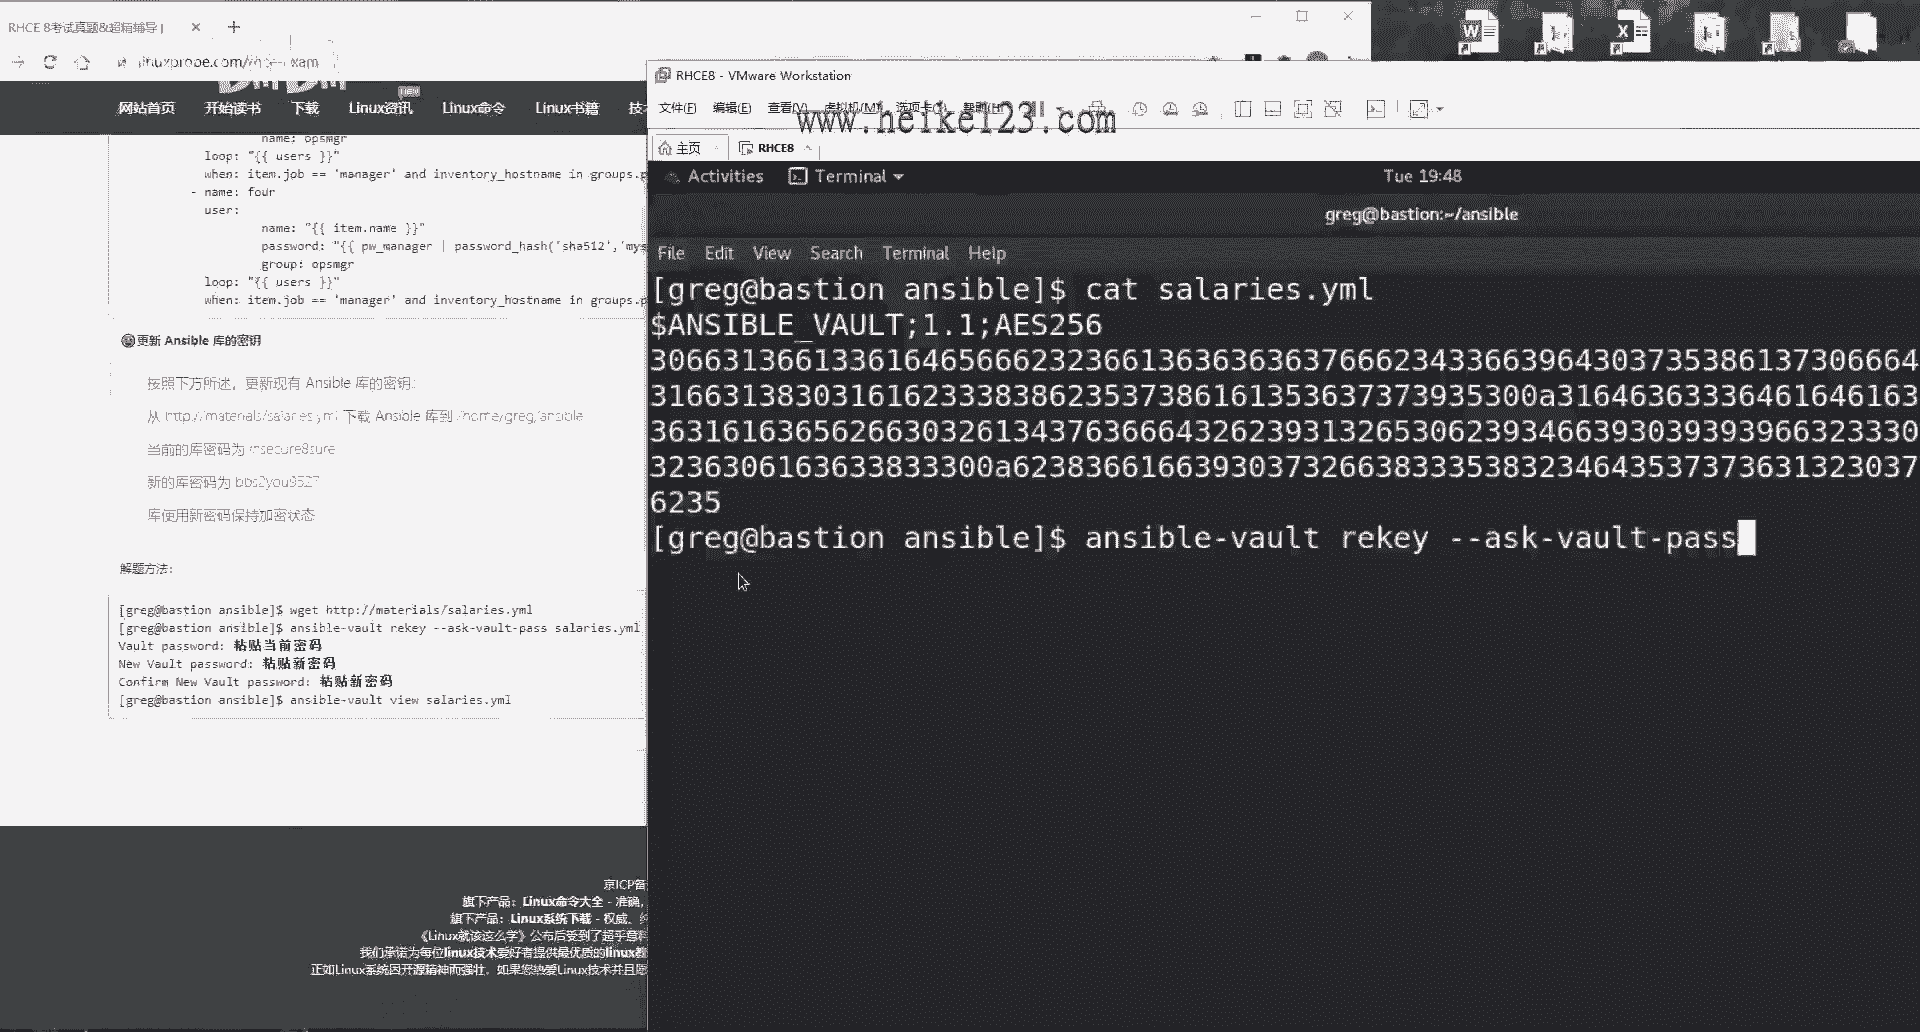 RHCE 8考试真题&超精辅导 |
网站首页 开始读书 下载 Linux资讯 NEW Linux命令 Linux书籍
name: opsmgr
loop: "{{ users }}"
when: item.job == 'manager' and inventory_hostname in groups.p
- name: four
user:
name: "{{ item.name }}"
password: "{{ pw_manager | password_hash('sha512','mys
group: opsmgr
loop: "{{ users }}"
when: item.job == 'manager' and inventory_hostname in groups.p
更新 Ansible 库的密钥
按照下方所述，更新现有 Ansible 库的密钥:
从 http://materials/salaries.yml 下载 Ansible 库到 /home/greg/ansible
当前的库密码为 insecure8sure
新的库密码为
库使用新密码保持加密状态
解题方法:
[greg@bastion ansible]$ wget http://materials/salaries.yml
[greg@bastion ansible]$ ansible-vault rekey --ask-vault-pass salaries.yml
Vault password: 粘贴当前密码
New Vault password: 粘贴新密码
Confirm New Vault password: 粘贴新密码
[greg@bastion ansible]$ ansible-vault view salaries.yml
京ICP备
旗下产品: Linux命令大全 - 准确,
旗下产品: Linux系统下载 - 权威,
《Linux就该这么学》公布后受到了超乎意料
我们承诺为每位linux技术爱好者提供最优质的linux教
正如Linux系统因开源精神而强壮, 如果您热爱Linux技术并且愿
RHCE8 - VMware Workstation
文件(F) 编辑(E) 查看(V) 虚拟机(M) 选项卡(T) 帮助(H)
www.heike123.com
主页 RHCE8
Activities Terminal Tue 19:48
greg@bastion:~/ansible
File Edit View Search Terminal Help
[greg@bastion ansible]$ cat salaries.yml
$ANSIBLE_VAULT;1.1;AES256
6235
[greg@bastion ansible]$ ansible-vault rekey --ask-vault-pass